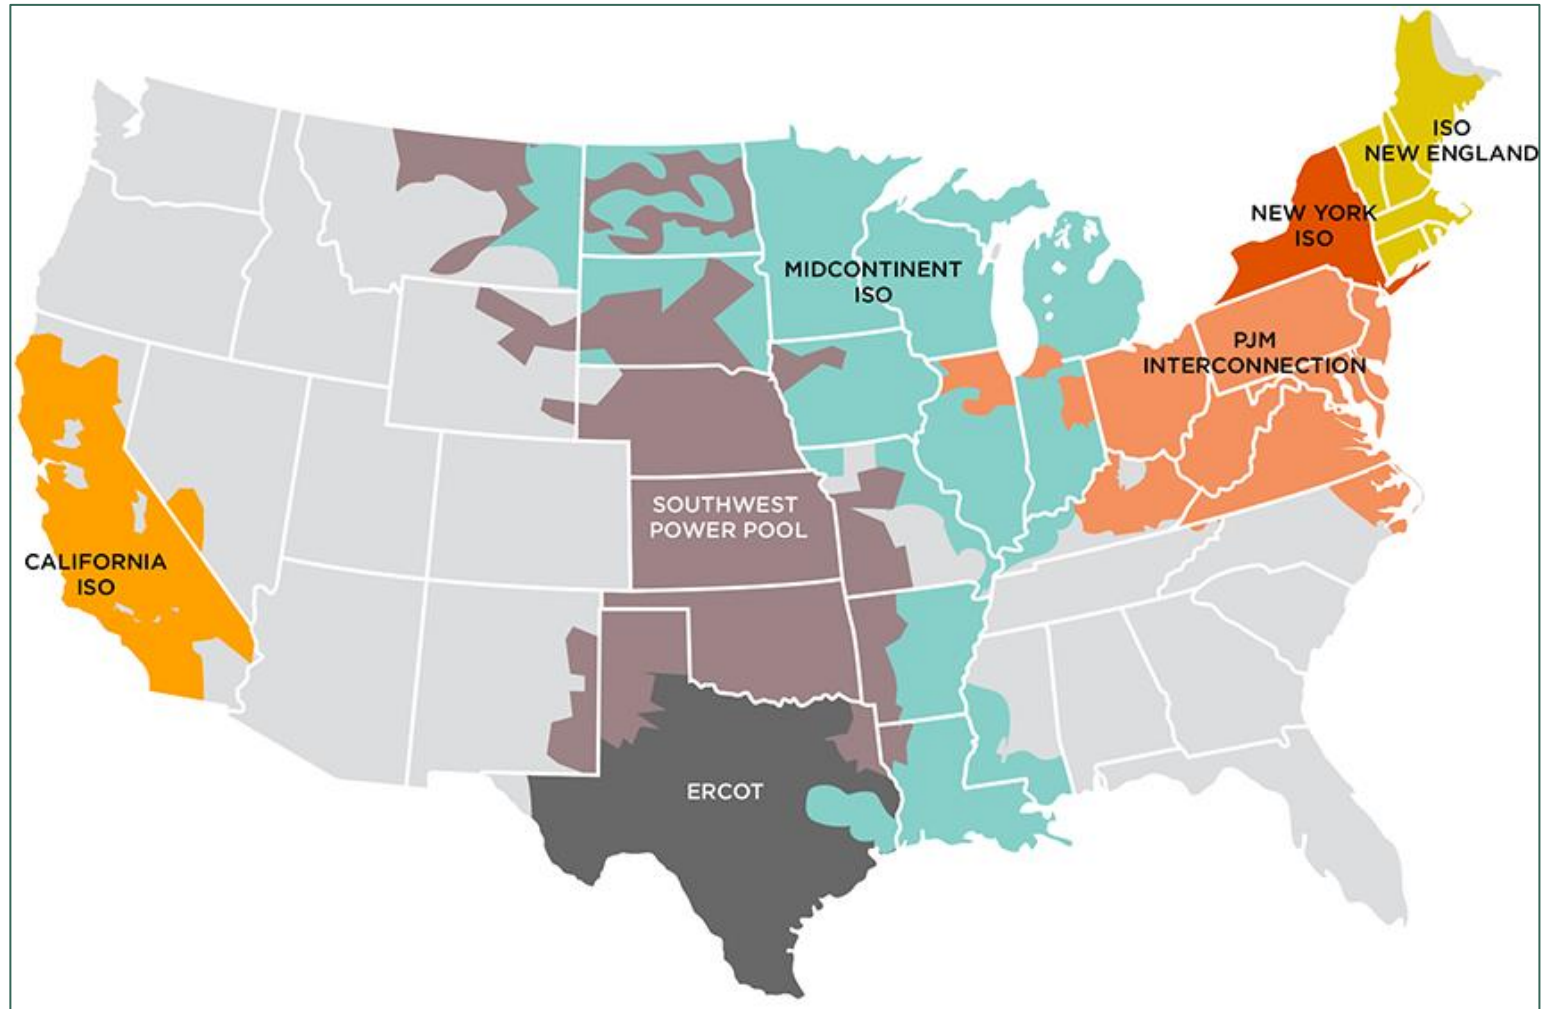 ISO
NEW ENGLAND
NEW YORK
ISO
MIDCONTINENT
ISO
PJM
INTERCONNECTION
SOUTHWEST
POWER POOL
CALIFORNIA
ISO
ERCOT